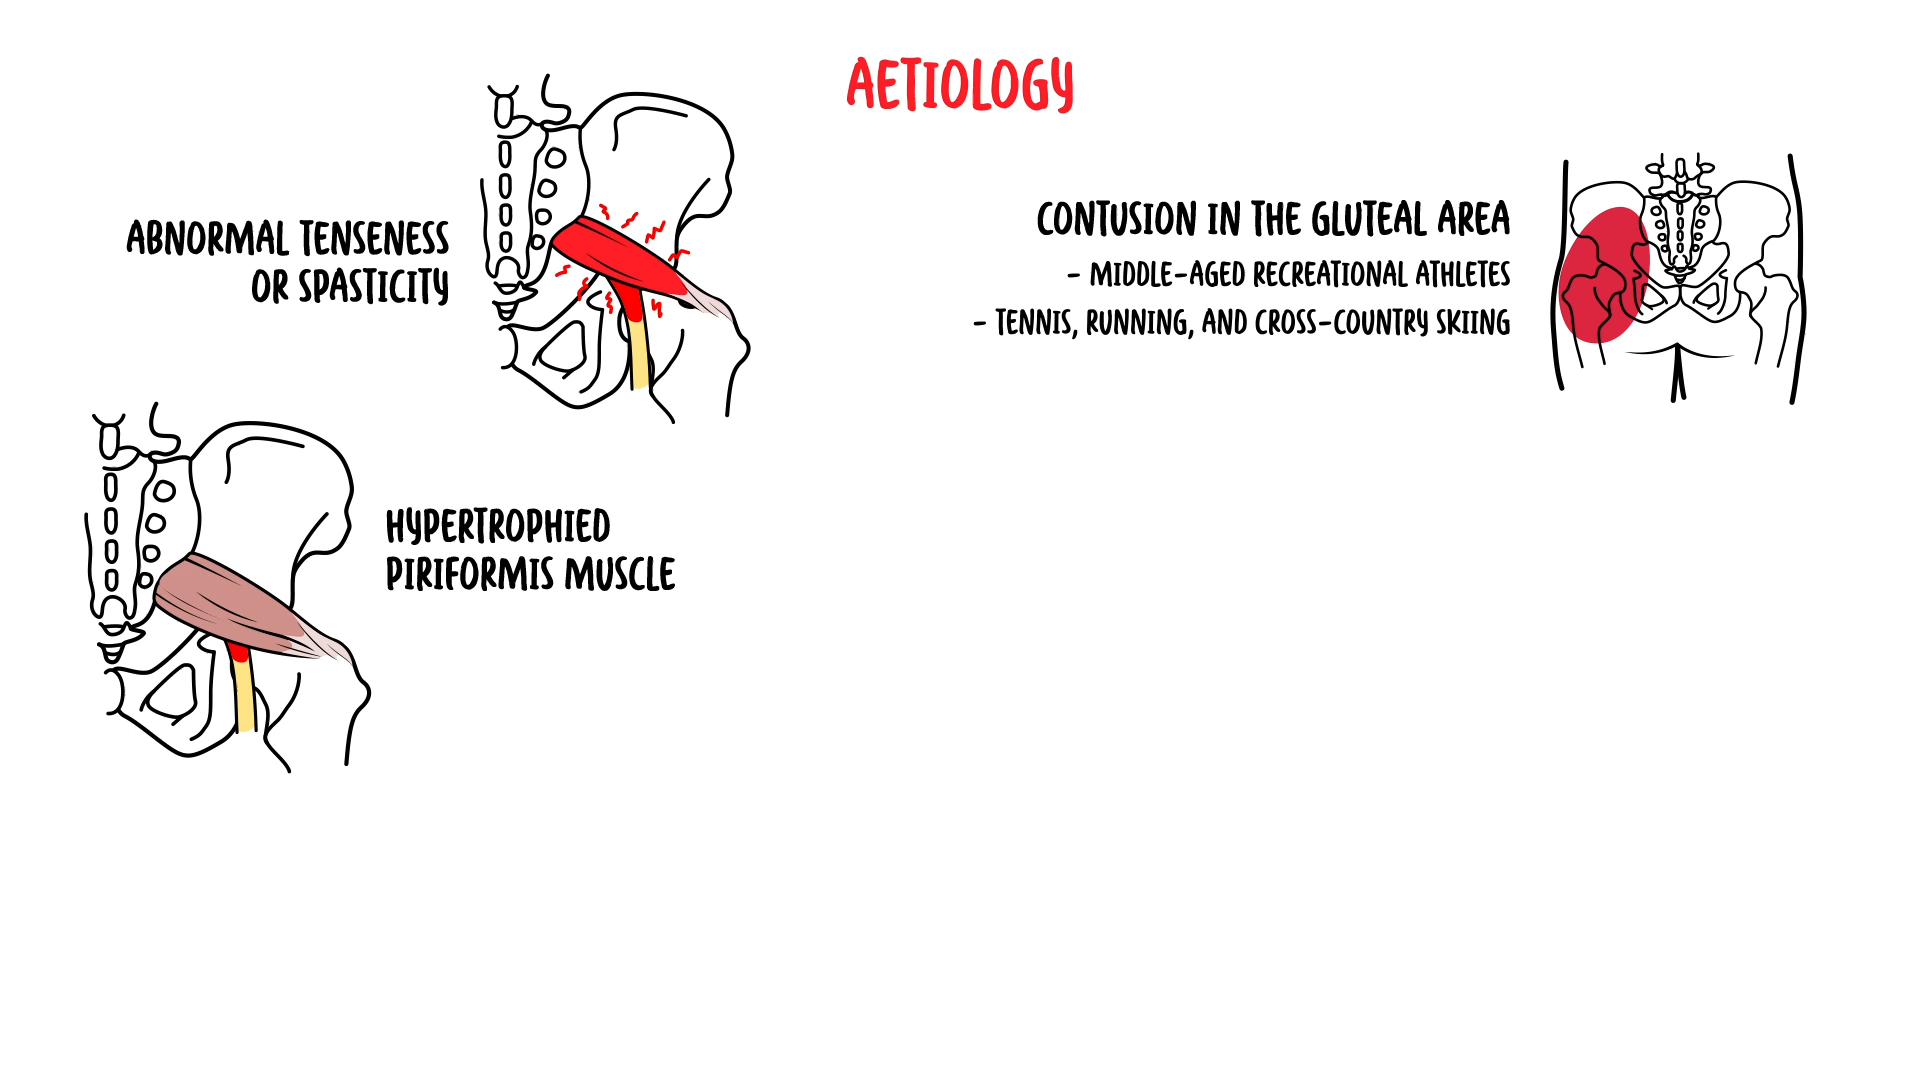 AETIOLOGY
ABNORMAL TENSENESS
OR SPASTICITY
HYPERTROPHIED
PIRIFORMIS MUSCLE
CONTUSION IN THE GLUTEAL AREA
- MIDDLE-AGED RECREATIONAL ATHLETES
- TENNIS, RUNNING, AND CROSS-COUNTRY SKIING